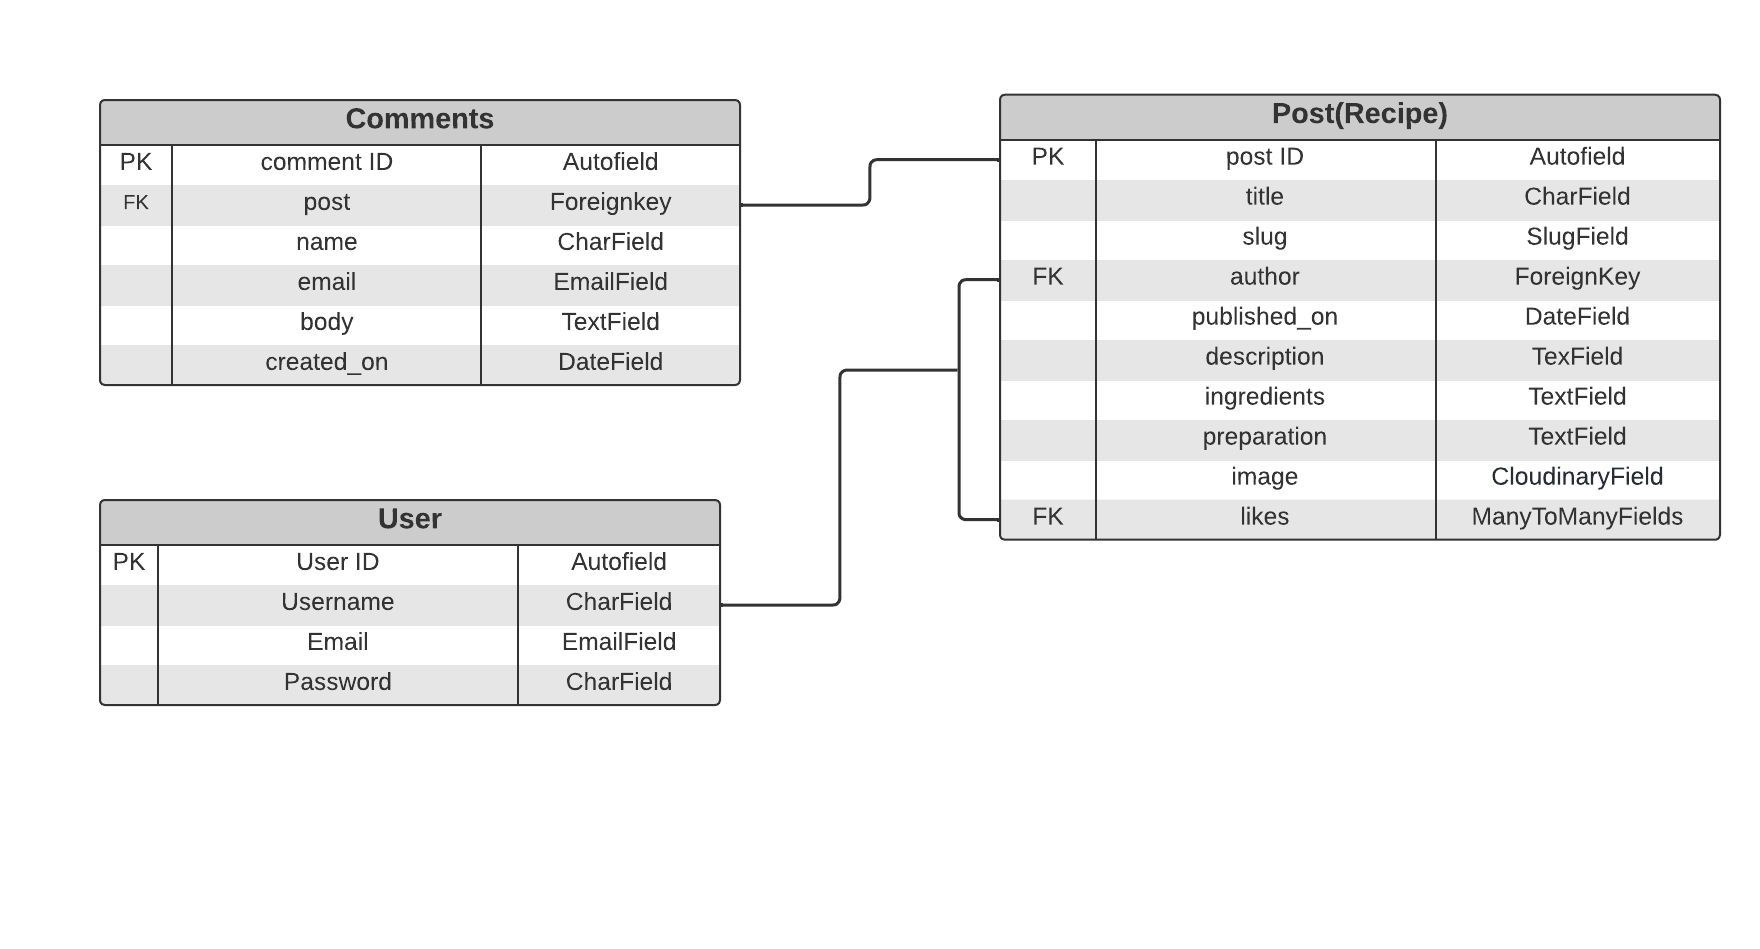 Comments
PK comment ID Autofield
FK post Foreignkey
name CharField
email EmailField
body TextField
created_on DateField
Post(Recipe)
PK post ID Autofield
title CharField
slug SlugField
FK author ForeignKey
published_on DateField
description TexField
ingredients TextField
preparation TextField
image CloudinaryField
FK likes ManyToManyFields
User
PK User ID Autofield
Username CharField
Email EmailField
Password CharField